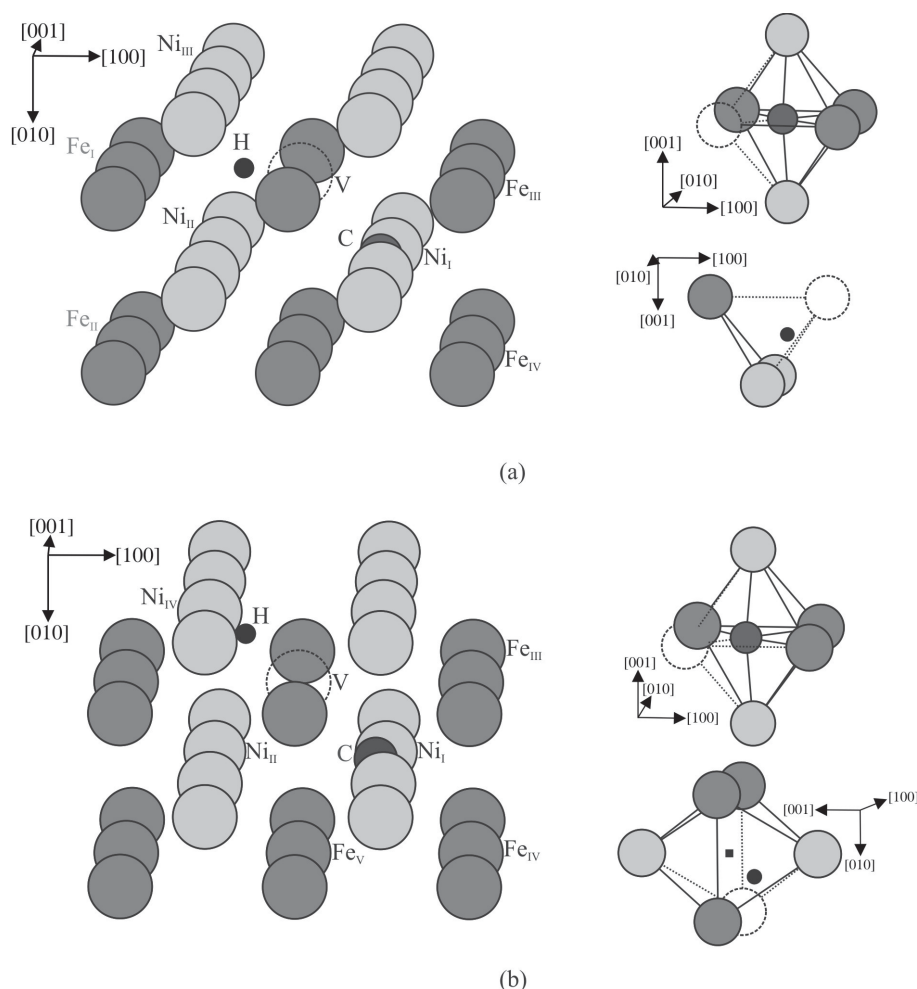 [001]
[100]
[010]
Ni_III
Fe_I
H
V
Fe_III
Ni_II
C
Ni_I
Fe_II
Fe_IV
[001]
[010]
[100]
[100]
[010]
[001]
(a)
[001]
[100]
[010]
Ni_IV
H
Fe_III
V
Ni_II
C
Ni_I
Fe_V
Fe_IV
[001]
[010]
[100]
[100]
[001]
[010]
(b)